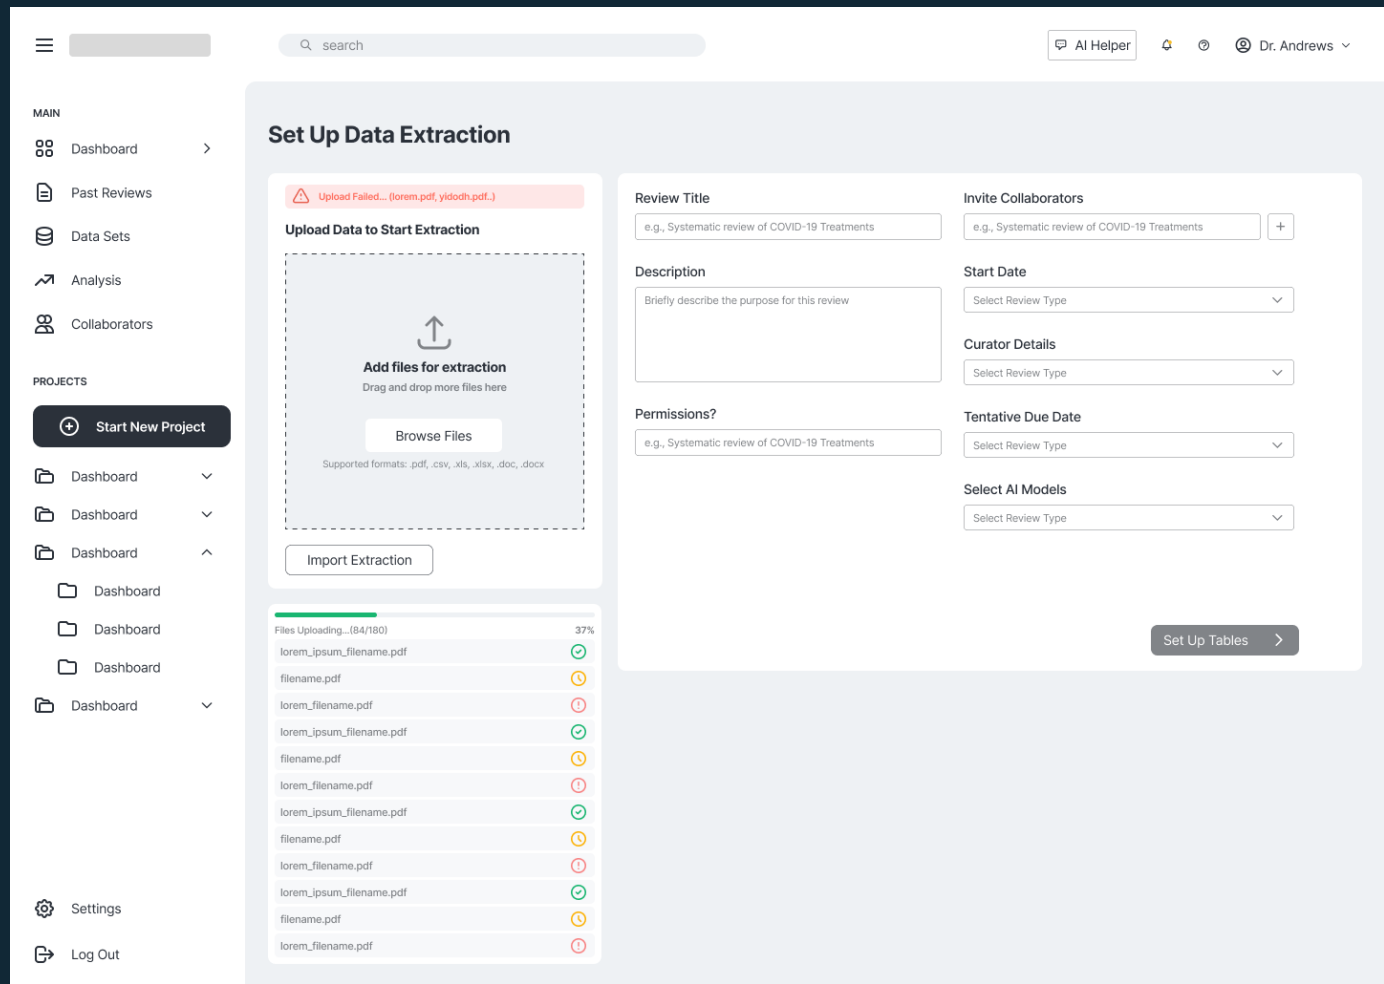 search
AI Helper
Dr. Andrews
MAIN
Dashboard
Past Reviews
Data Sets
Analysis
Collaborators
PROJECTS
Start New Project
Dashboard
Dashboard
Dashboard
Dashboard
Dashboard
Dashboard
Dashboard
Settings
Log Out
Set Up Data Extraction
Upload Failed... (lorem.pdf, yidodh.pdf..)
Upload Data to Start Extraction
Add files for extraction
Drag and drop more files here
Browse Files
Supported formats: .pdf, .csv, .xls, .xlsx, .doc, .docx
Import Extraction
Files Uploading...(84/180) 37%
lorem_ipsum_filename.pdf
filename.pdf
lorem_filename.pdf
lorem_ipsum_filename.pdf
filename.pdf
lorem_filename.pdf
lorem_ipsum_filename.pdf
filename.pdf
lorem_filename.pdf
lorem_ipsum_filename.pdf
filename.pdf
lorem_filename.pdf
Review Title
e.g., Systematic review of COVID-19 Treatments
Description
Briefly describe the purpose for this review
Permissions?
e.g., Systematic review of COVID-19 Treatments
Invite Collaborators
e.g., Systematic review of COVID-19 Treatments
Start Date
Select Review Type
Curator Details
Select Review Type
Tentative Due Date
Select Review Type
Select AI Models
Select Review Type
Set Up Tables